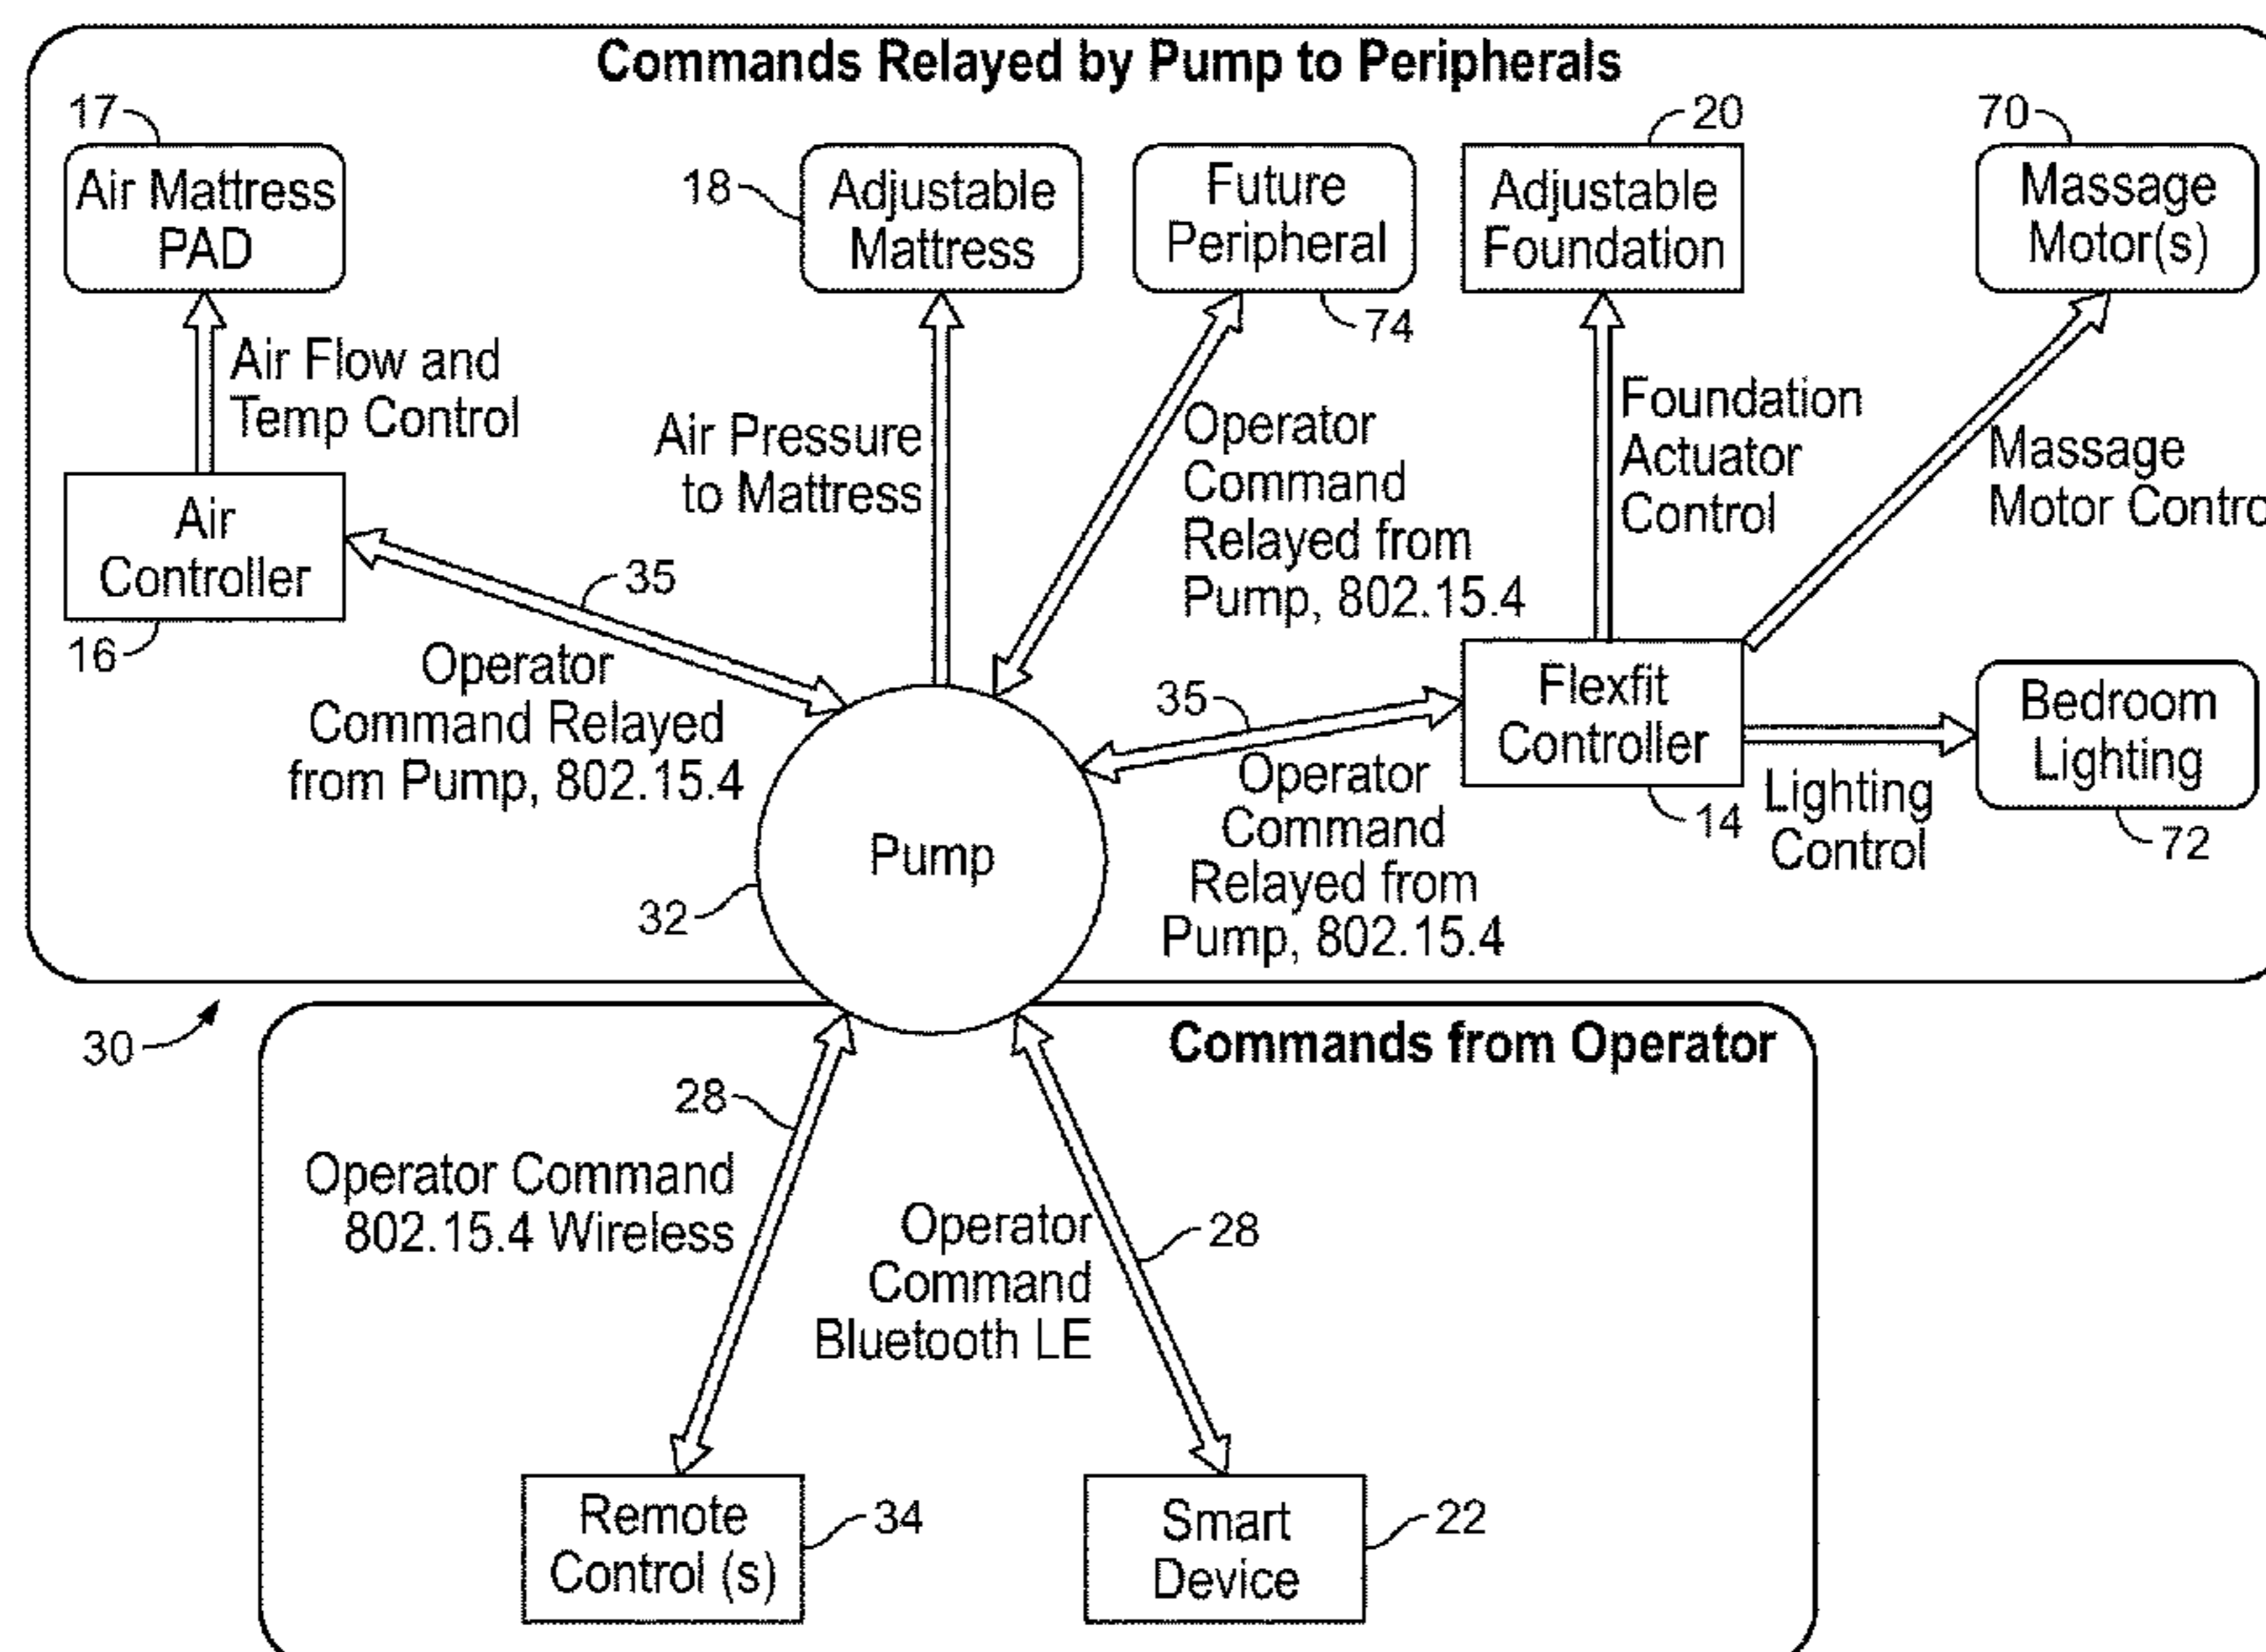 Commands Relayed by Pump to Peripherals
17
Air Mattress
PAD
18
Adjustable
Mattress
Future
Peripheral
74
20
Adjustable
Foundation
70
Massage
Motor(s)
Air Flow and
Temp Control
Air Pressure
to Mattress
Operator
Command
Relayed from
Pump, 802.15.4
Foundation
Actuator
Control
Massage
Motor Contro
Air
Controller
16
35
Operator
Command Relayed
from Pump, 802.15.4
35
Operator
Command
Relayed from
Pump, 802.15.4
Flexfit
Controller
14
Lighting
Control
Bedroom
Lighting
72
Pump
32
30
Commands from Operator
28
Operator Command
802.15.4 Wireless
Operator
Command
Bluetooth LE
28
Remote
Control (s)
34
Smart
Device
22